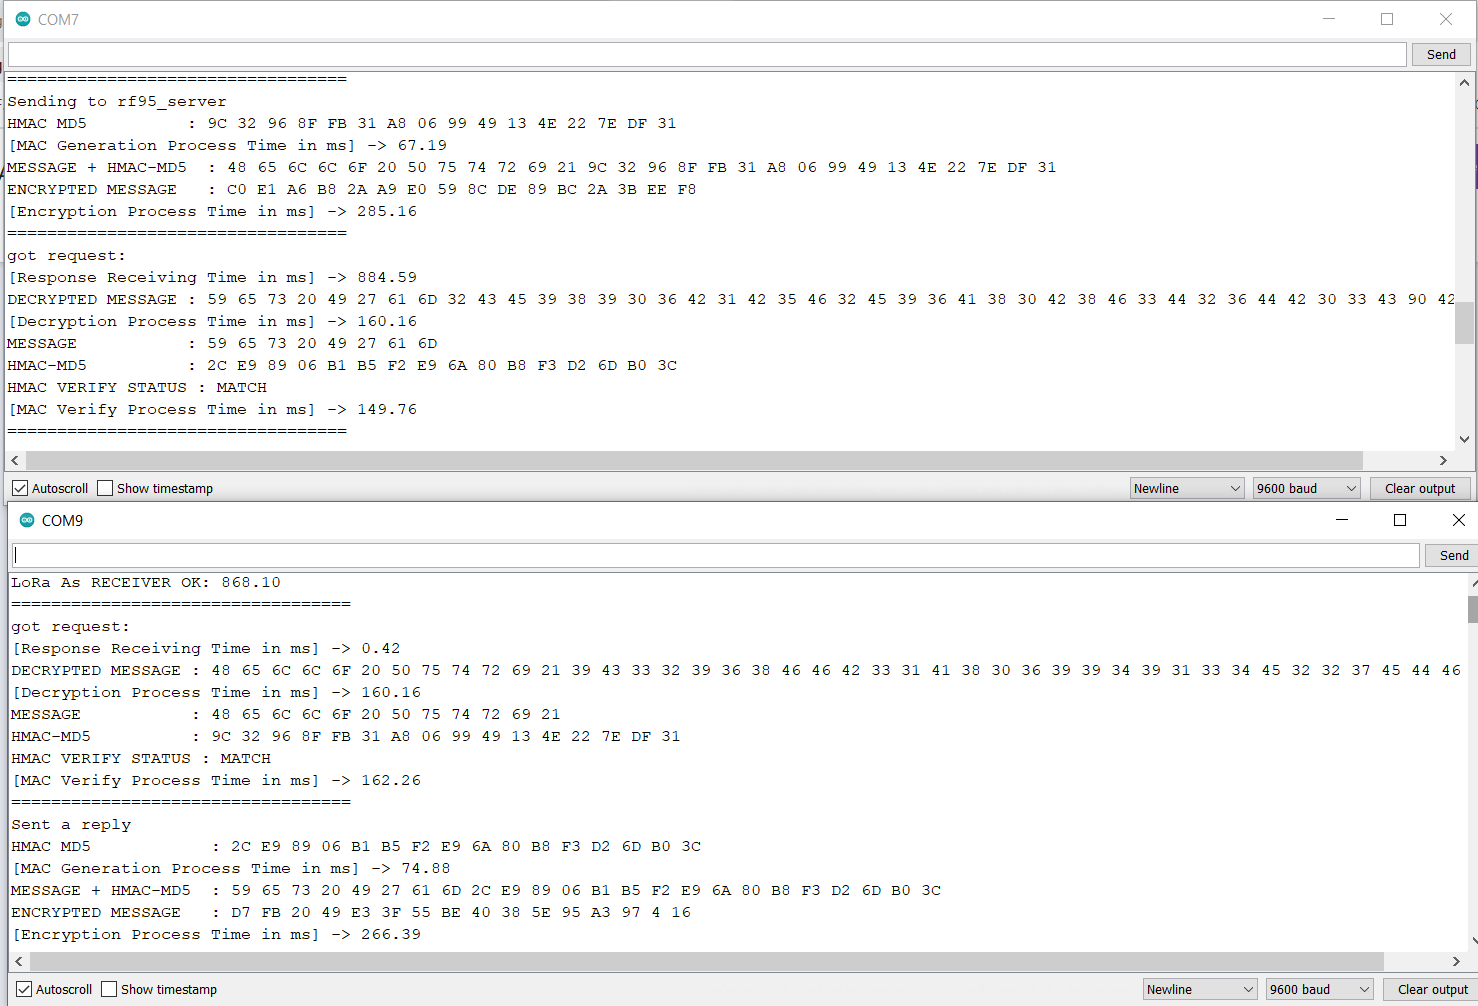 COM7
Send
==================================
Sending to rf95_server
HMAC MD5 : 9C 32 96 8F FB 31 A8 06 99 49 13 4E 22 7E DF 31
[MAC Generation Process Time in ms] -> 67.19
MESSAGE + HMAC-MD5 : 48 65 6C 6C 6F 20 50 75 74 72 69 21 9C 32 96 8F FB 31 A8 06 99 49 13 4E 22 7E DF 31
ENCRYPTED MESSAGE : C0 E1 A6 B8 2A A9 E0 59 8C DE 89 BC 2A 3B EE F8
[Encryption Process Time in ms] -> 285.16
==================================
got request:
[Response Receiving Time in ms] -> 884.59
DECRYPTED MESSAGE : 59 65 73 20 49 27 61 6D 32 43 45 39 38 39 30 36 42 31 42 35 46 32 45 39 36 41 38 30 42 38 46 33 44 32 36 44 42 30 33 43 90 42
[Decryption Process Time in ms] -> 160.16
MESSAGE : 59 65 73 20 49 27 61 6D
HMAC-MD5 : 2C E9 89 06 B1 B5 F2 E9 6A 80 B8 F3 D2 6D B0 3C
HMAC VERIFY STATUS : MATCH
[MAC Verify Process Time in ms] -> 149.76
==================================
Autoscroll Show timestamp Newline 9600 baud Clear output
COM9
Send
LoRa As RECEIVER OK: 868.10
==================================
got request:
[Response Receiving Time in ms] -> 0.42
DECRYPTED MESSAGE : 48 65 6C 6C 6F 20 50 75 74 72 69 21 39 43 33 32 39 36 38 46 46 42 33 31 41 38 30 36 39 39 34 39 31 33 34 45 32 32 37 45 44 46
[Decryption Process Time in ms] -> 160.16
MESSAGE : 48 65 6C 6C 6F 20 50 75 74 72 69 21
HMAC-MD5 : 9C 32 96 8F FB 31 A8 06 99 49 13 4E 22 7E DF 31
HMAC VERIFY STATUS : MATCH
[MAC Verify Process Time in ms] -> 162.26
==================================
Sent a reply
HMAC MD5 : 2C E9 89 06 B1 B5 F2 E9 6A 80 B8 F3 D2 6D B0 3C
[MAC Generation Process Time in ms] -> 74.88
MESSAGE + HMAC-MD5 : 59 65 73 20 49 27 61 6D 2C E9 89 06 B1 B5 F2 E9 6A 80 B8 F3 D2 6D B0 3C
ENCRYPTED MESSAGE : D7 FB 20 49 E3 3F 55 BE 40 38 5E 95 A3 97 4 16
[Encryption Process Time in ms] -> 266.39
Autoscroll Show timestamp Newline 9600 baud Clear output